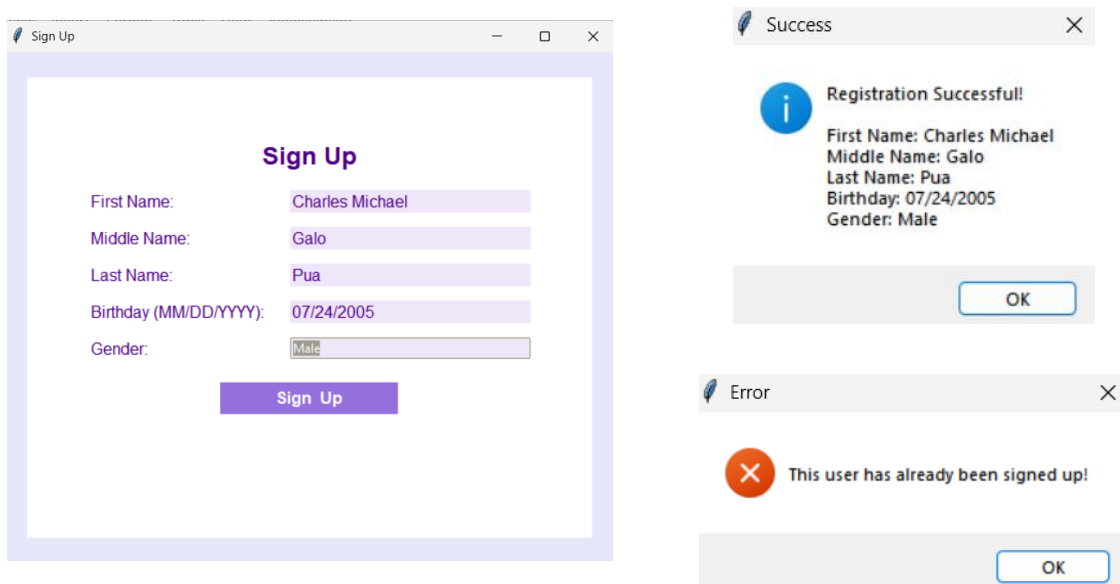 Sign Up
Sign Up
First Name: Charles Michael
Middle Name: Galo
Last Name: Pua
Birthday (MM/DD/YYYY): 07/24/2005
Gender: Male
Sign Up
Success
Registration Successful!
First Name: Charles Michael
Middle Name: Galo
Last Name: Pua
Birthday: 07/24/2005
Gender: Male
OK
Error
This user has already been signed up!
OK